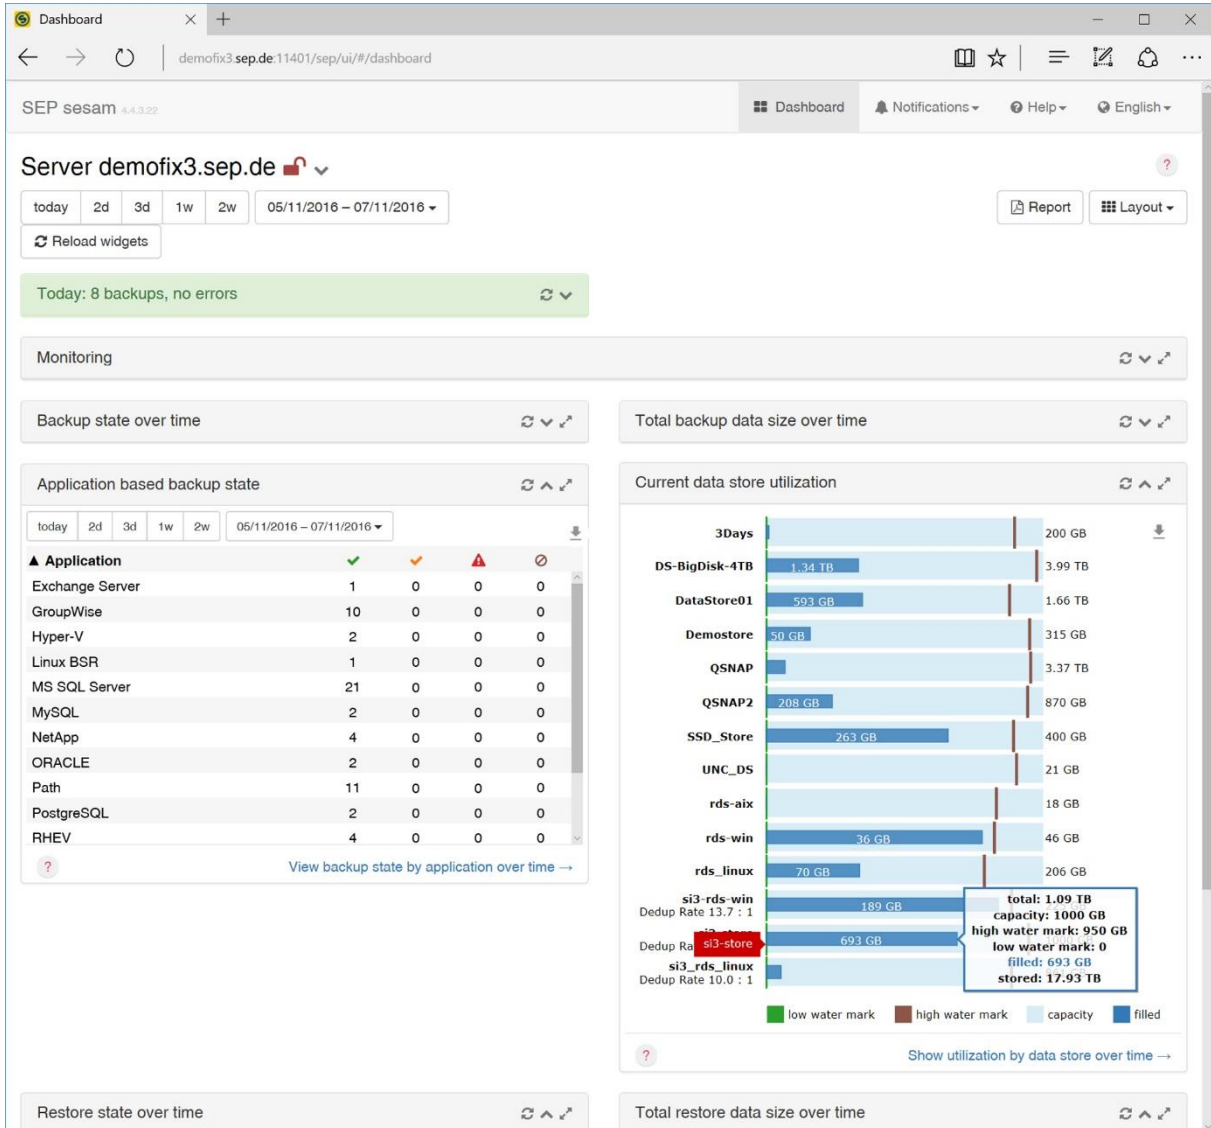 Dashboard
demofix3.sep.de:11401/sep/ui/#/dashboard
SEP sesam 4.4.3.22
Dashboard
Notifications
Help
English
Server demofix3.sep.de
?
today 2d 3d 1w 2w 05/11/2016 – 07/11/2016
Report
Layout
Reload widgets
Today: 8 backups, no errors
Monitoring
Backup state over time
Total backup data size over time
Application based backup state
today 2d 3d 1w 2w 05/11/2016 – 07/11/2016
▲ Application
Exchange Server 1 0 0 0
GroupWise 10 0 0 0
Hyper-V 2 0 0 0
Linux BSR 1 0 0 0
MS SQL Server 21 0 0 0
MySQL 2 0 0 0
NetApp 4 0 0 0
ORACLE 2 0 0 0
Path 11 0 0 0
PostgreSQL 2 0 0 0
RHEV 4 0 0 0
?
View backup state by application over time →
Current data store utilization
3Days 200 GB
DS-BigDisk-4TB 1.34 TB 3.99 TB
DataStore01 593 GB 1.66 TB
Demostore 50 GB 315 GB
QSNAP 3.37 TB
QSNAP2 208 GB 870 GB
SSD_Store 263 GB 400 GB
UNC_DS 21 GB
rds-aix 18 GB
rds-win 36 GB 46 GB
rds_linux 70 GB 206 GB
si3-rds-win 189 GB
Dedup Rate 13.7 : 1
si3-store 693 GB
Dedup Ra
si3_rds_linux
Dedup Rate 10.0 : 1
total: 1.09 TB
capacity: 1000 GB
high water mark: 950 GB
low water mark: 0
filled: 693 GB
stored: 17.93 TB
low water mark
high water mark
capacity
filled
?
Show utilization by data store over time →
Restore state over time
Total restore data size over time